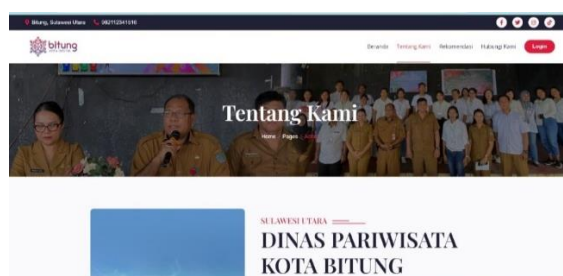 Bitung, Sulawesi Utara
bitung
Beranda Tentang Kami Rekomendasi Hubungi Kami Login
Tentang Kami
Home Pages
SULAWESI UTARA
DINAS PARIWISATA
KOTA BITUNG